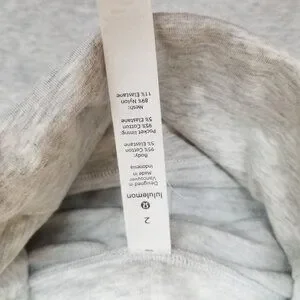 2
lululemon
Designed in
Vancouver
Made in
Indonesia
Body:
95% Cotton
5% Elastane
Pocket lining:
95% Cotton
5% Elastane
Mesh:
89% Nylon
11% Elastane